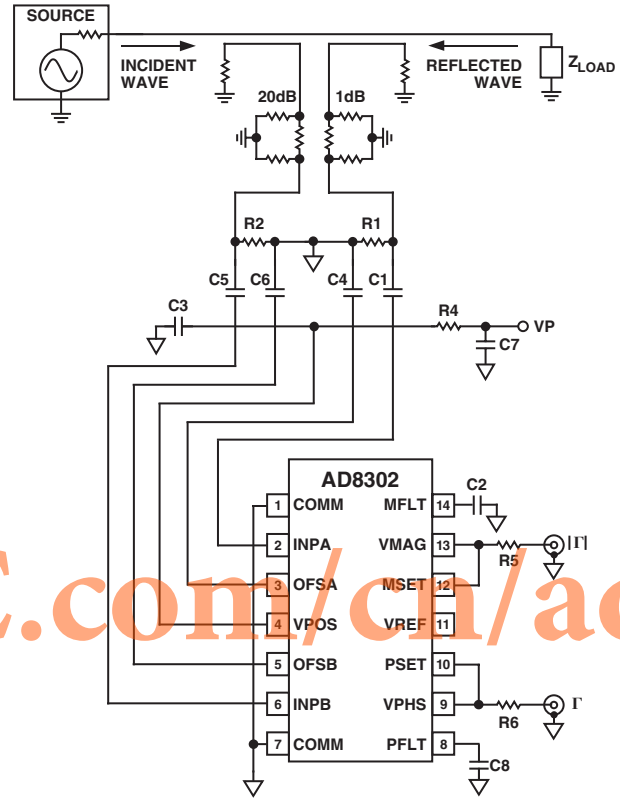 SOURCE
INCIDENT
WAVE
REFLECTED
WAVE
ZLOAD
20dB
1dB
R2
R1
C5
C6
C4
C1
C3
R4
VP
C7
AD8302
1 COMM
MFLT 14
C2
2 INPA
VMAG 13
R5
|Γ|
3 OFSA
MSET 12
4 VPOS
VREF 11
5 OFSB
PSET 10
6 INPB
VPHS 9
R6
Γ
7 COMM
PFLT 8
C8
E.com/cn/ad